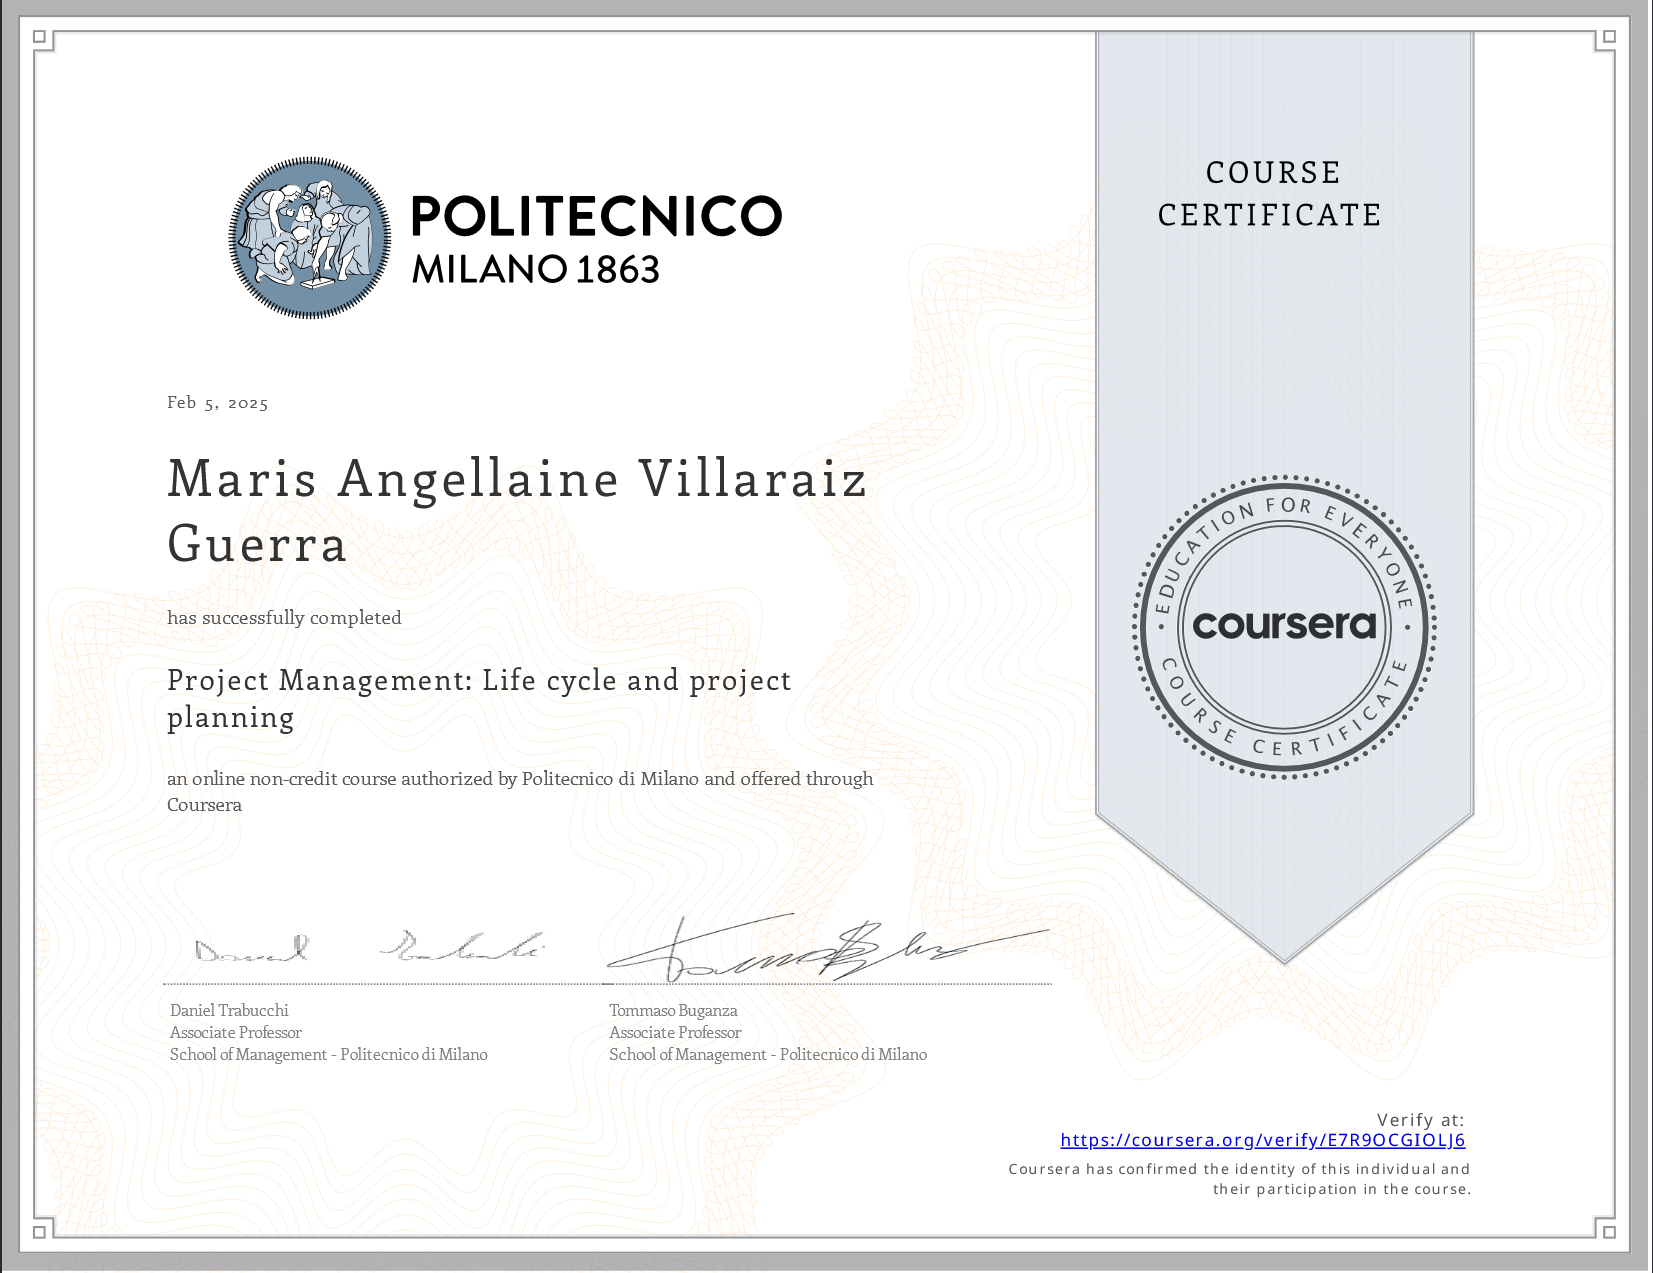 POLITECNICO
MILANO 1863
COURSE
CERTIFICATE
Feb 5, 2025
Maris Angellaine Villaraiz
Guerra
has successfully completed
Project Management: Life cycle and project
planning
an online non-credit course authorized by Politecnico di Milano and offered through
Coursera
EDUCATION FOR EVERYONE
coursera
COURSE CERTIFICATE
Daniel Trabucchi
Associate Professor
School of Management - Politecnico di Milano
Tommaso Buganza
Associate Professor
School of Management - Politecnico di Milano
Verify at:
https://coursera.org/verify/E7R9OCGIOLJ6
Coursera has confirmed the identity of this individual and
their participation in the course.